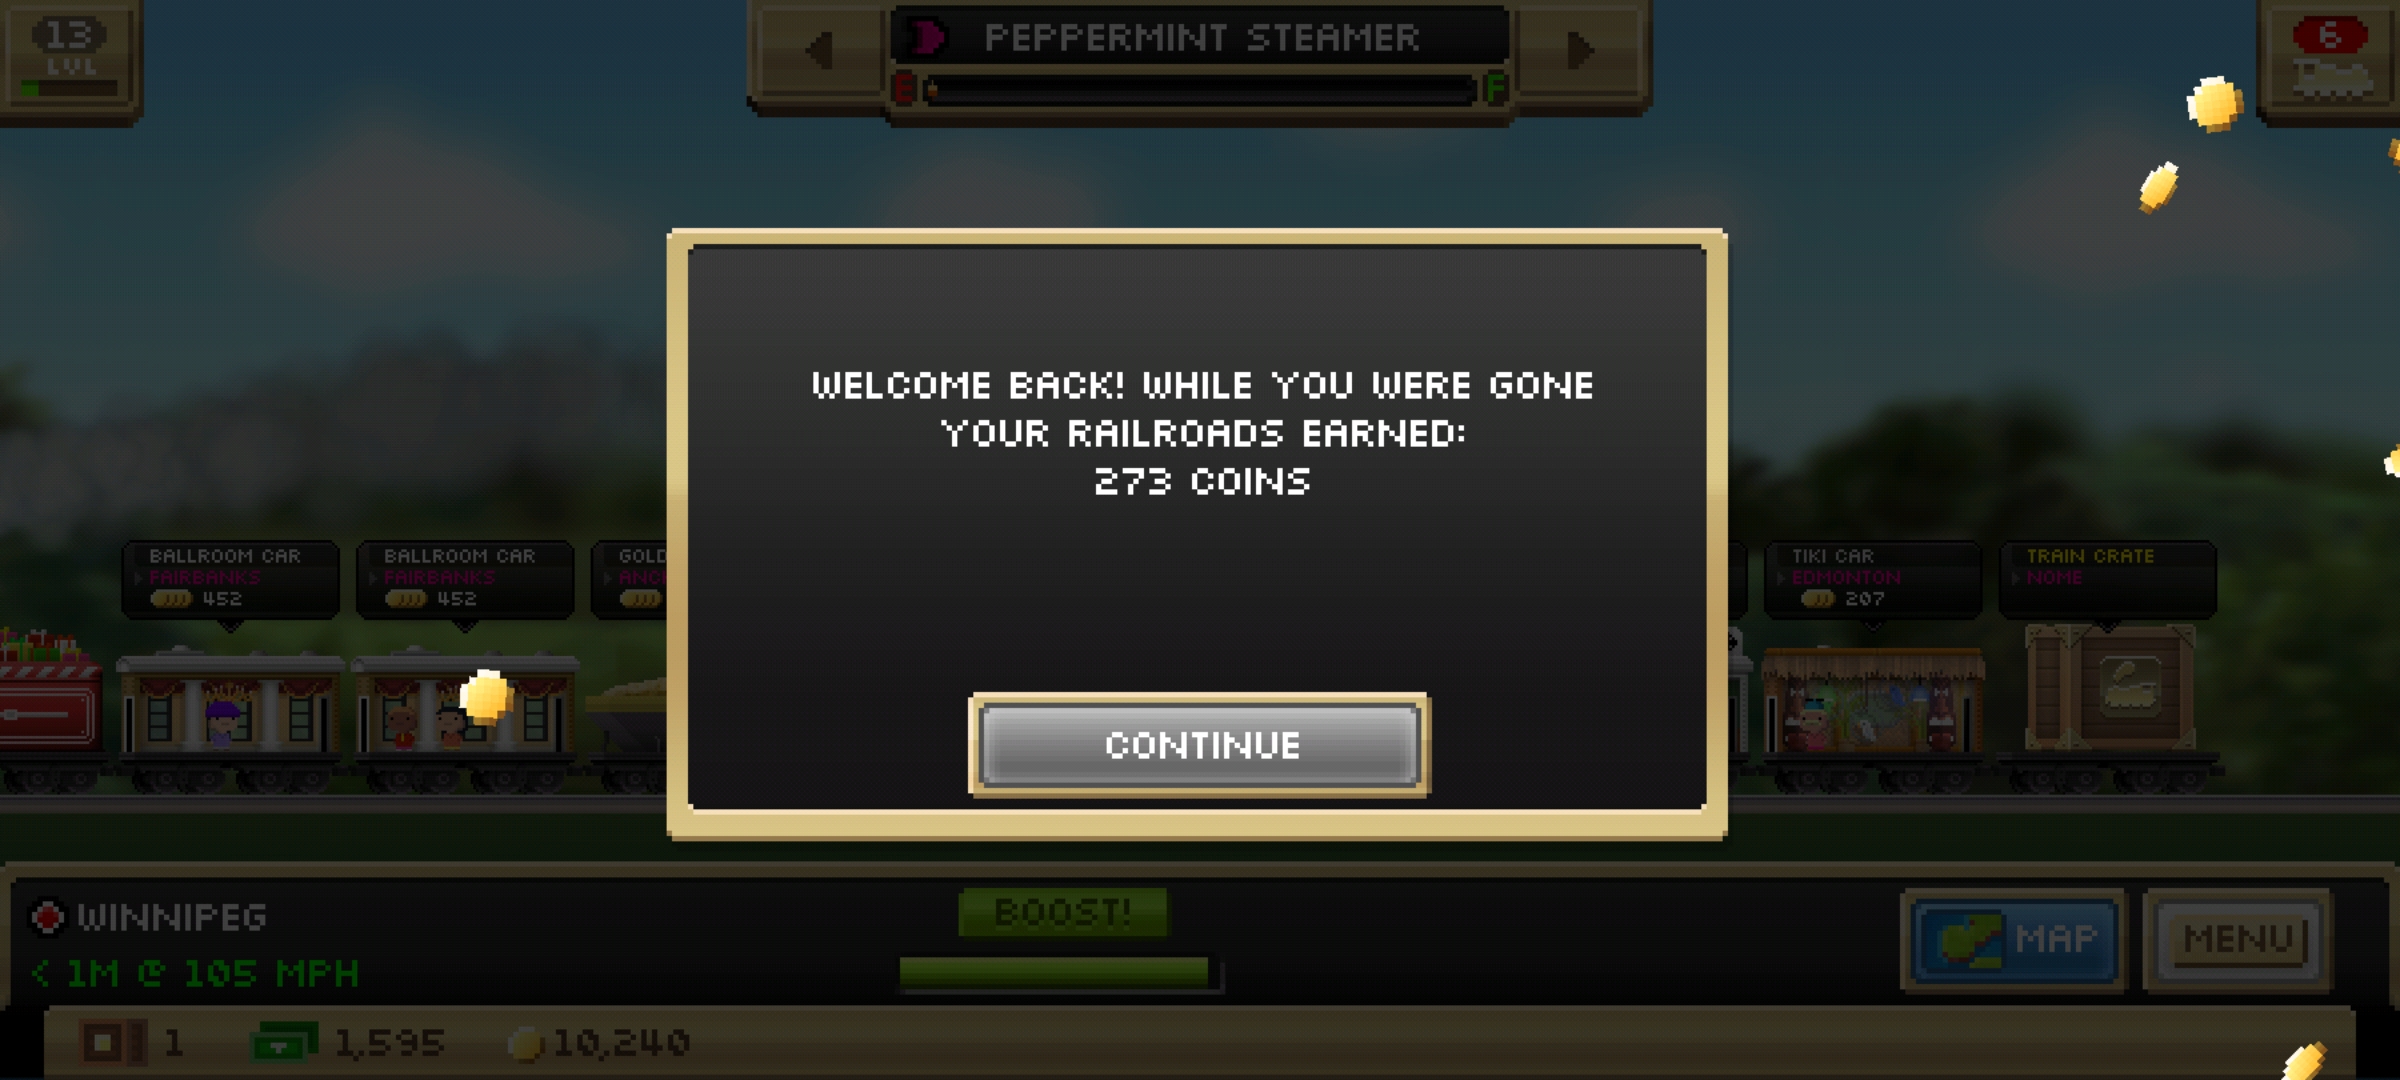 13
LVL
PEPPERMINT STEAMER
E F
6
WELCOME BACK! WHILE YOU WERE GONE
YOUR RAILROADS EARNED:
273 COINS
CONTINUE
BALLROOM CAR
FAIRBANKS
452
BALLROOM CAR
FAIRBANKS
452
GOLD
TIKI CAR
EDMONTON
207
TRAIN CRATE
NOME
WINNIPEG
< 1M @ 105 MPH
BOOST!
MAP
MENU
1
1,595
10,240